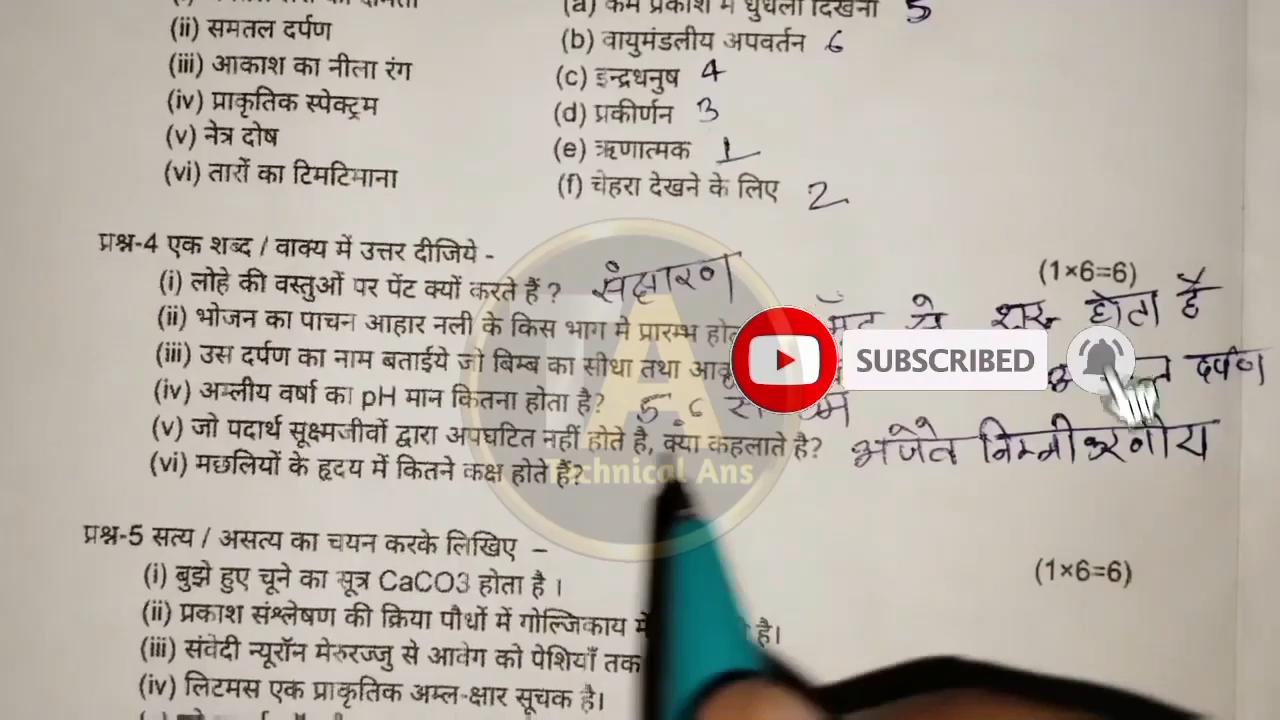 (a) कम प्रकाश में धुंधला दिखना 5
(ii) समतल दर्पण
(b) वायुमंडलीय अपवर्तन 6
(iii) आकाश का नीला रंग
(c) इन्द्रधनुष 4
(iv) प्राकृतिक स्पेक्ट्रम
(d) प्रकीर्णन 3
(v) नेत्र दोष
(e) ऋणात्मक 1
(vi) तारों का टिमटिमाना
(f) चेहरा देखने के लिए 2
प्रश्न-4 एक शब्द / वाक्य में उत्तर दीजिये -
(1×6=6)
(i) लोहे की वस्तुओं पर पेंट क्यों करते हैं ? संक्षारण
(ii) भोजन का पाचन आहार नली के किस भाग मे प्रारम्भ से शुरू होता है
(iii) उस दर्पण का नाम बताईये जो बिम्ब का सीधा तथा दर्पण
SUBSCRIBED
(iv) अम्लीय वर्षा का pH मान कितना होता है? 5 6
(v) जो पदार्थ सूक्ष्मजीवों द्वारा अपघटित नहीं होते है, क्या कहलाते है?
(vi) मछलियों के हृदय में कितने कक्ष होते हैं?
Technical Ans
प्रश्न-5 सत्य / असत्य का चयन करके लिखिए –
(1×6=6)
(i) बुझे हुए चूने का सूत्र CaCO3 होता है ।
(ii) प्रकाश संश्लेषण की क्रिया पौधों में गोल्जिकाय है।
(iii) संवेदी न्यूरॉन मेरुरज्जु से आवेग को पेशियाँ तक
(iv) लिटमस एक प्राकृतिक अम्ल-क्षार सूचक है।